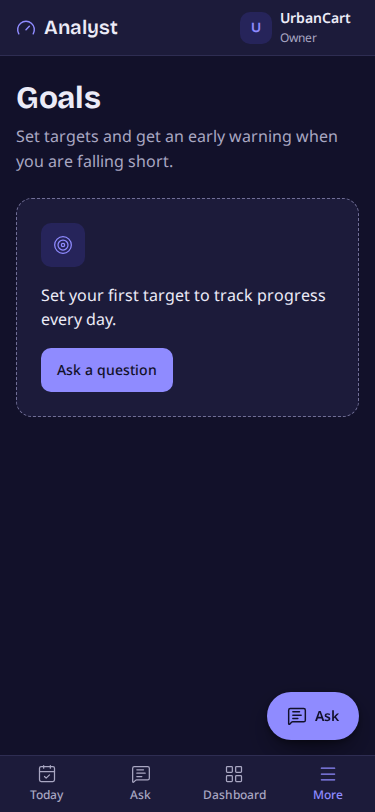 Analyst
U
UrbanCart
Owner
Goals
Set targets and get an early warning when
you are falling short.
Set your first target to track progress
every day.
Ask a question
Ask
Today
Ask
Dashboard
More